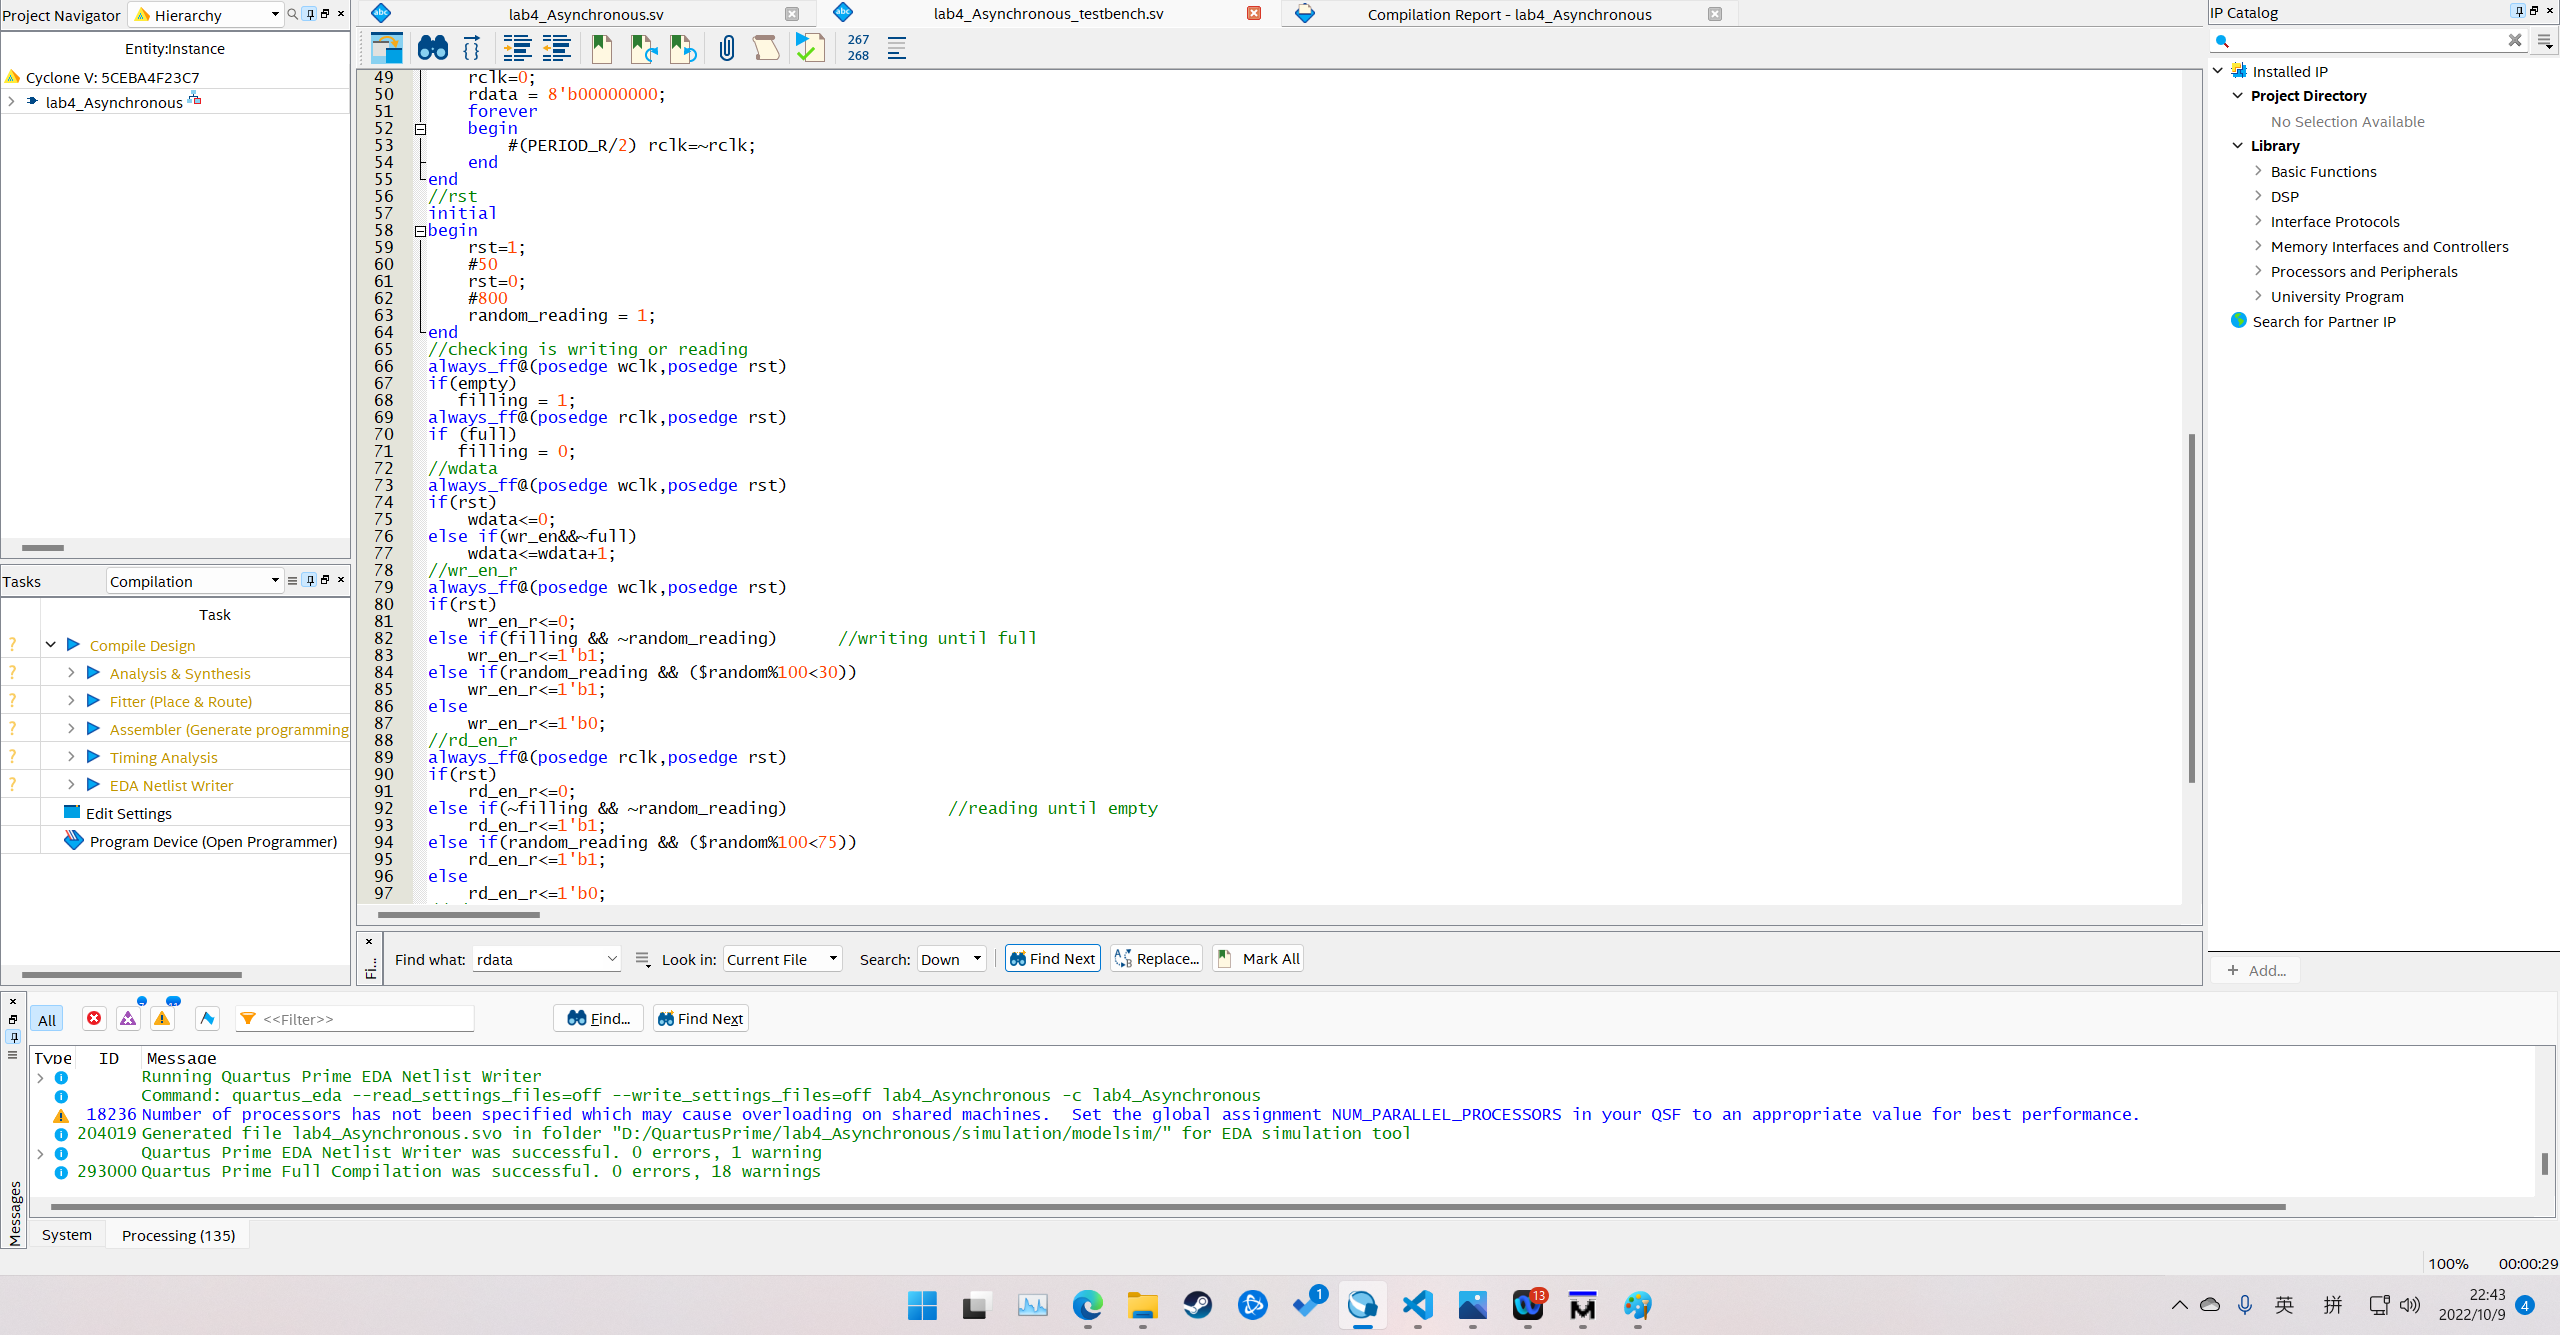 Project Navigator
Hierarchy
Entity:Instance
Cyclone V: 5CEBA4F23C7
lab4_Asynchronous
Tasks
Compilation
Task
? Compile Design
? Analysis & Synthesis
? Fitter (Place & Route)
? Assembler (Generate programming
? Timing Analysis
? EDA Netlist Writer
Edit Settings
Program Device (Open Programmer)
lab4_Asynchronous.sv
lab4_Asynchronous_testbench.sv
Compilation Report - lab4_Asynchronous
267
268
49 rclk=0;
50 rdata = 8'b00000000;
51 forever
52 begin
53 #(PERIOD_R/2) rclk=~rclk;
54 end
55 end
56 //rst
57 initial
58 begin
59 rst=1;
60 #50
61 rst=0;
62 #800
63 random_reading = 1;
64 end
65 //checking is writing or reading
66 always_ff@(posedge wclk,posedge rst)
67 if(empty)
68 filling = 1;
69 always_ff@(posedge rclk,posedge rst)
70 if (full)
71 filling = 0;
72 //wdata
73 always_ff@(posedge wclk,posedge rst)
74 if(rst)
75 wdata<=0;
76 else if(wr_en&&~full)
77 wdata<=wdata+1;
78 //wr_en_r
79 always_ff@(posedge wclk,posedge rst)
80 if(rst)
81 wr_en_r<=0;
82 else if(filling && ~random_reading) //writing until full
83 wr_en_r<=1'b1;
84 else if(random_reading && ($random%100<30))
85 wr_en_r<=1'b1;
86 else
87 wr_en_r<=1'b0;
88 //rd_en_r
89 always_ff@(posedge rclk,posedge rst)
90 if(rst)
91 rd_en_r<=0;
92 else if(~filling && ~random_reading) //reading until empty
93 rd_en_r<=1'b1;
94 else if(random_reading && ($random%100<75))
95 rd_en_r<=1'b1;
96 else
97 rd_en_r<=1'b0;
Fi...
Find what: rdata
Look in: Current File
Search: Down
Find Next
Replace...
Mark All
IP Catalog
Installed IP
Project Directory
No Selection Available
Library
Basic Functions
DSP
Interface Protocols
Memory Interfaces and Controllers
Processors and Peripherals
University Program
Search for Partner IP
+ Add...
All
<<Filter>>
Find...
Find Next
Type ID Message
Running Quartus Prime EDA Netlist Writer
Command: quartus_eda --read_settings_files=off --write_settings_files=off lab4_Asynchronous -c lab4_Asynchronous
18236 Number of processors has not been specified which may cause overloading on shared machines.  Set the global assignment NUM_PARALLEL_PROCESSORS in your QSF to an appropriate value for best performance.
204019 Generated file lab4_Asynchronous.svo in folder "D:/QuartusPrime/lab4_Asynchronous/simulation/modelsim/" for EDA simulation tool
Quartus Prime EDA Netlist Writer was successful. 0 errors, 1 warning
293000 Quartus Prime Full Compilation was successful. 0 errors, 18 warnings
Messages
System
Processing (135)
100% 00:00:29
1
13
英
拼
22:43
2022/10/9
4